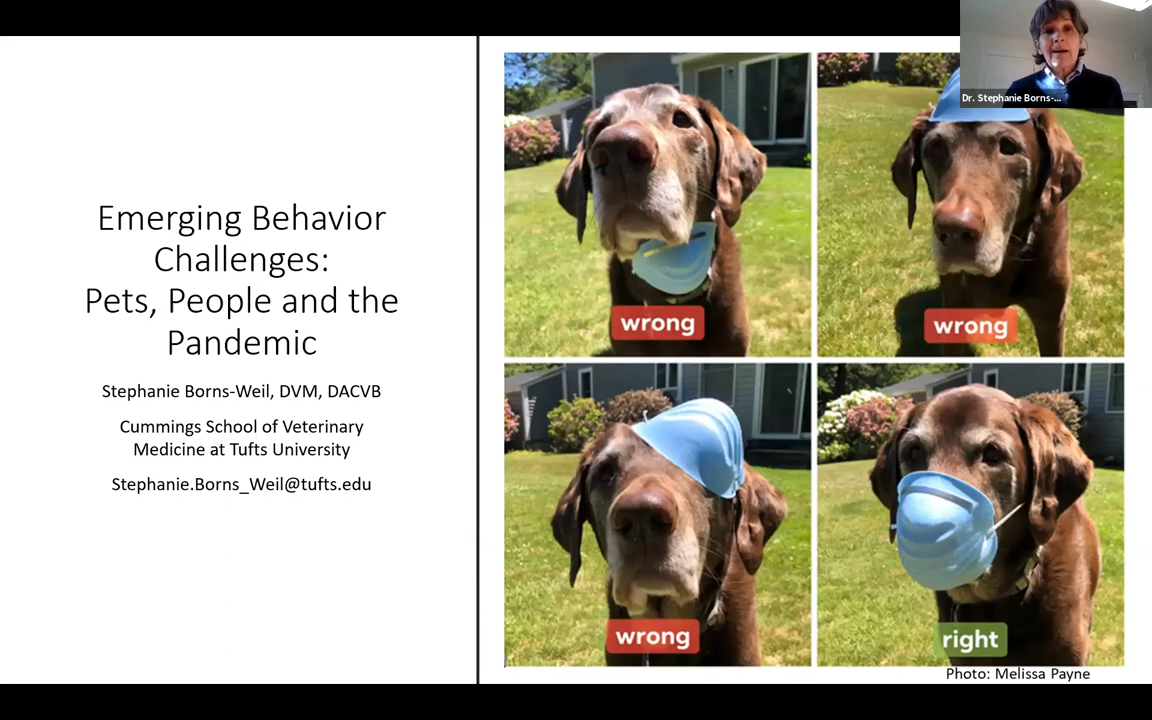 Emerging Behavior
Challenges:
Pets, People and the
Pandemic
Stephanie Borns-Weil, DVM, DACVB
Cummings School of Veterinary
Medicine at Tufts University
Stephanie.Borns_Weil@tufts.edu
Dr. Stephanie Borns-...
wrong
wrong
wrong
right
Photo: Melissa Payne